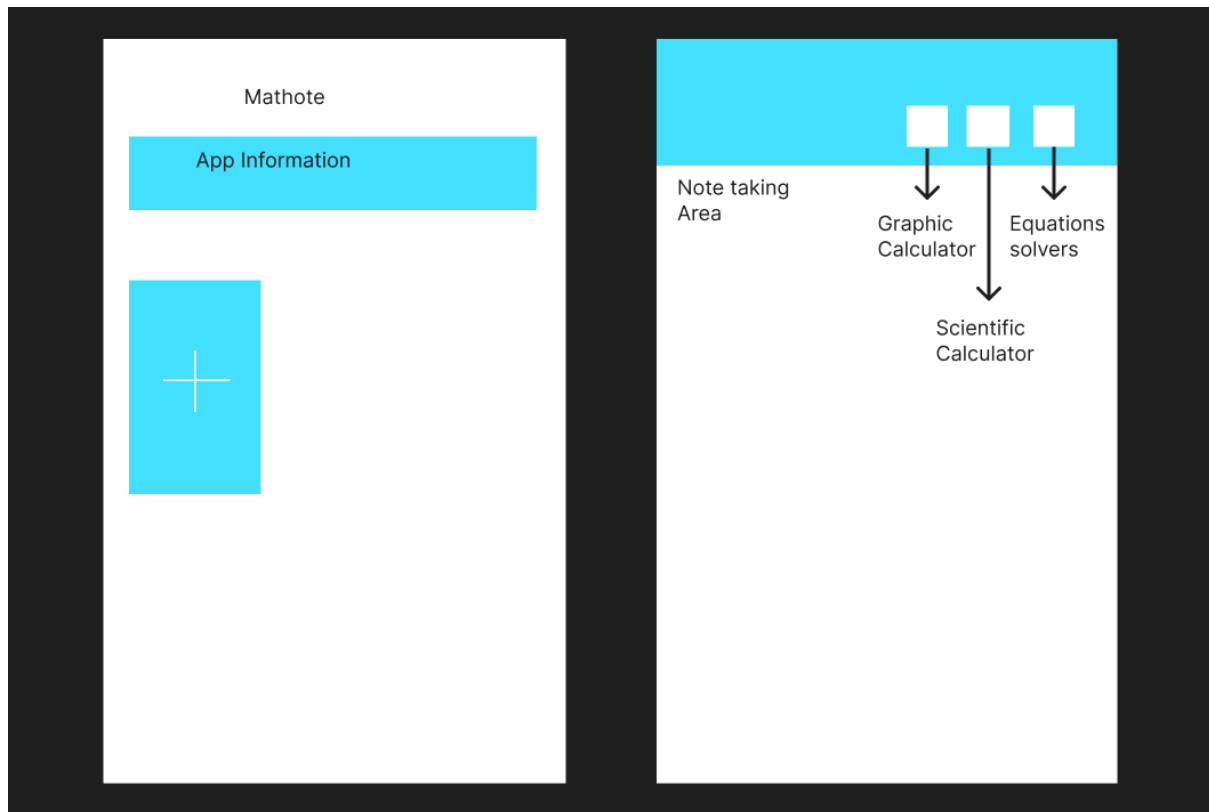 Mathote
App Information
Note taking
Area
Graphic
Calculator
Equations
solvers
Scientific
Calculator